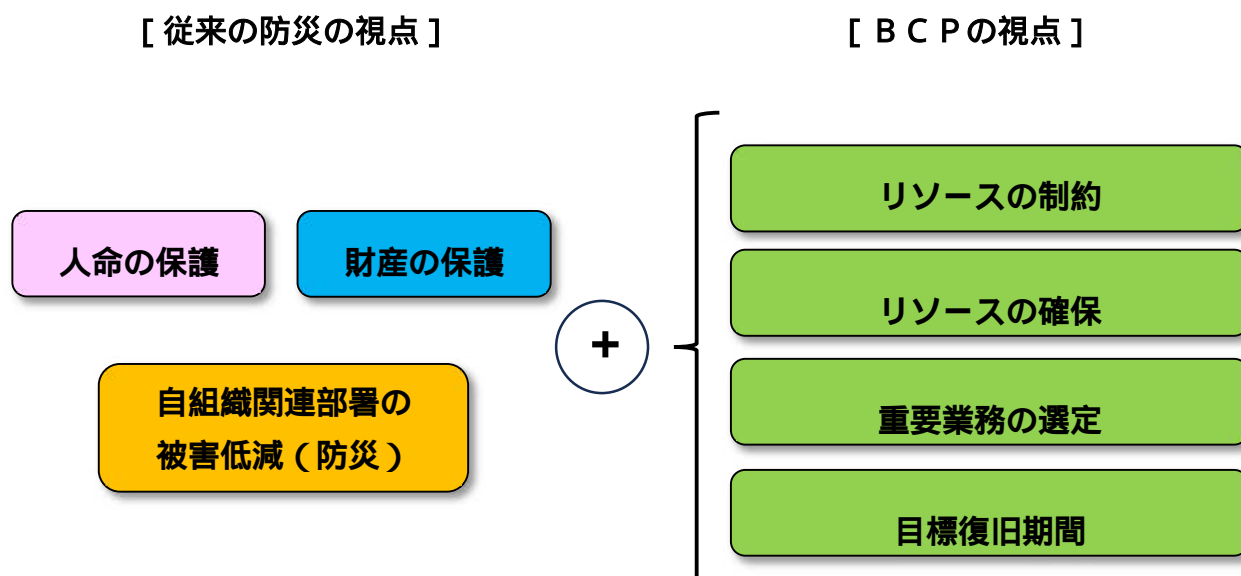 [ 従来の防災の視点 ]
[ ＢＣＰの視点 ]
人命の保護
財産の保護
自組織関連部署の
被害低減（防災）
+
リソースの制約
リソースの確保
重要業務の選定
目標復旧期間